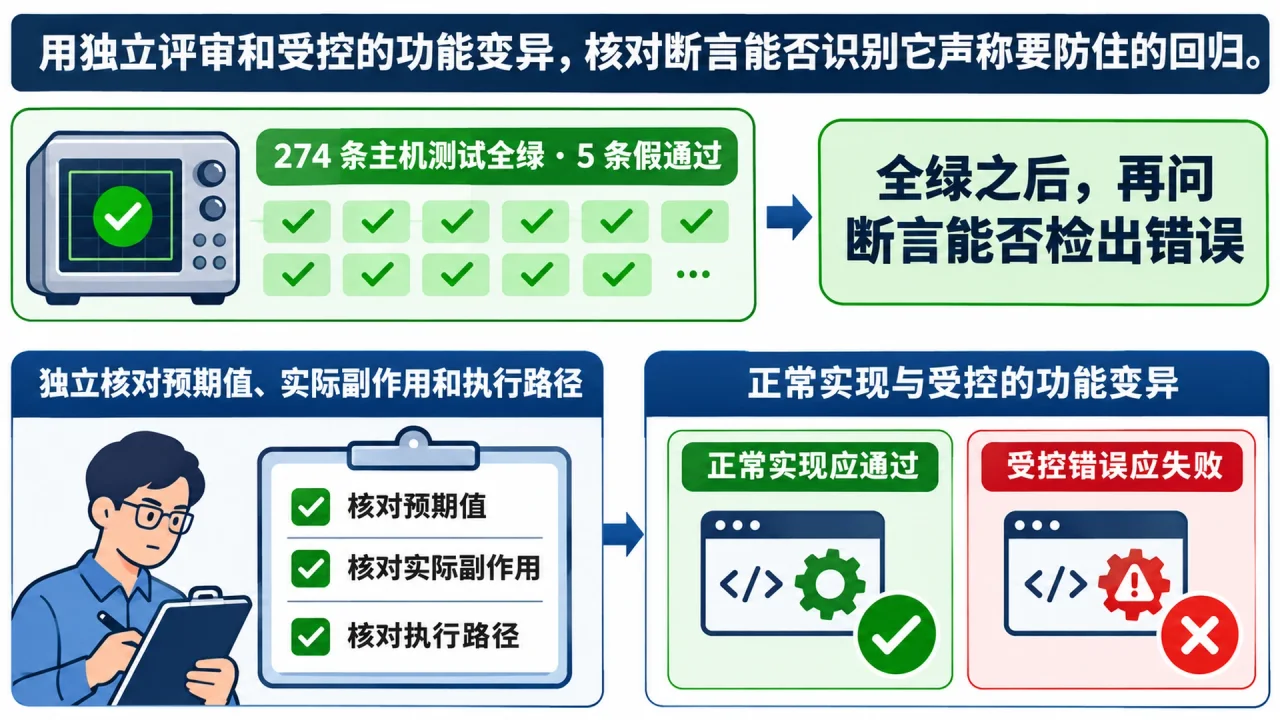 用独立评审和受控的功能变异，核对断言能否识别它声称要防住的回归。
274 条主机测试全绿 · 5 条假通过
...
全绿之后，再问
断言能否检出错误
独立核对预期值、实际副作用和执行路径
核对预期值
核对实际副作用
核对执行路径
正常实现与受控的功能变异
正常实现应通过
</>
受控错误应失败
</>